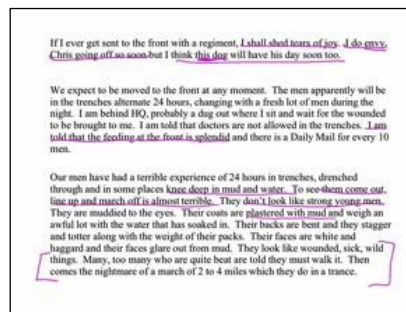 If I ever get sent to the front with a regiment, I shall shed tears of joy. I do envy
Chris going off so soon but I think this dog will have his day soon too.
We expect to be moved to the front at any moment. The men apparently will be
in the trenches alternate 24 hours, changing with a fresh lot of men during the
night. I am behind HQ, probably a dug out where I sit and wait for the wounded
to be brought to me. I am told that doctors are not allowed in the trenches. I am
told that the feeding at the front is splendid and there is a Daily Mail for every 10
men.
Our men have had a terrible experience of 24 hours in trenches, drenched
through and in some places knee deep in mud and water. To see them come out,
line up and march off is almost terrible. They don't look like strong young men.
They are muddied to the eyes. Their coats are plastered with mud and weigh an
awful lot with the water that has soaked in. Their backs are bent and they stagger
and totter along with the weight of their packs. Their faces are white and
haggard and their faces glare out from mud. They look like wounded, sick, wild
things. Many, too many who are quite beat are told they must walk it. Then
comes the nightmare of a march of 2 to 4 miles which they do in a trance.